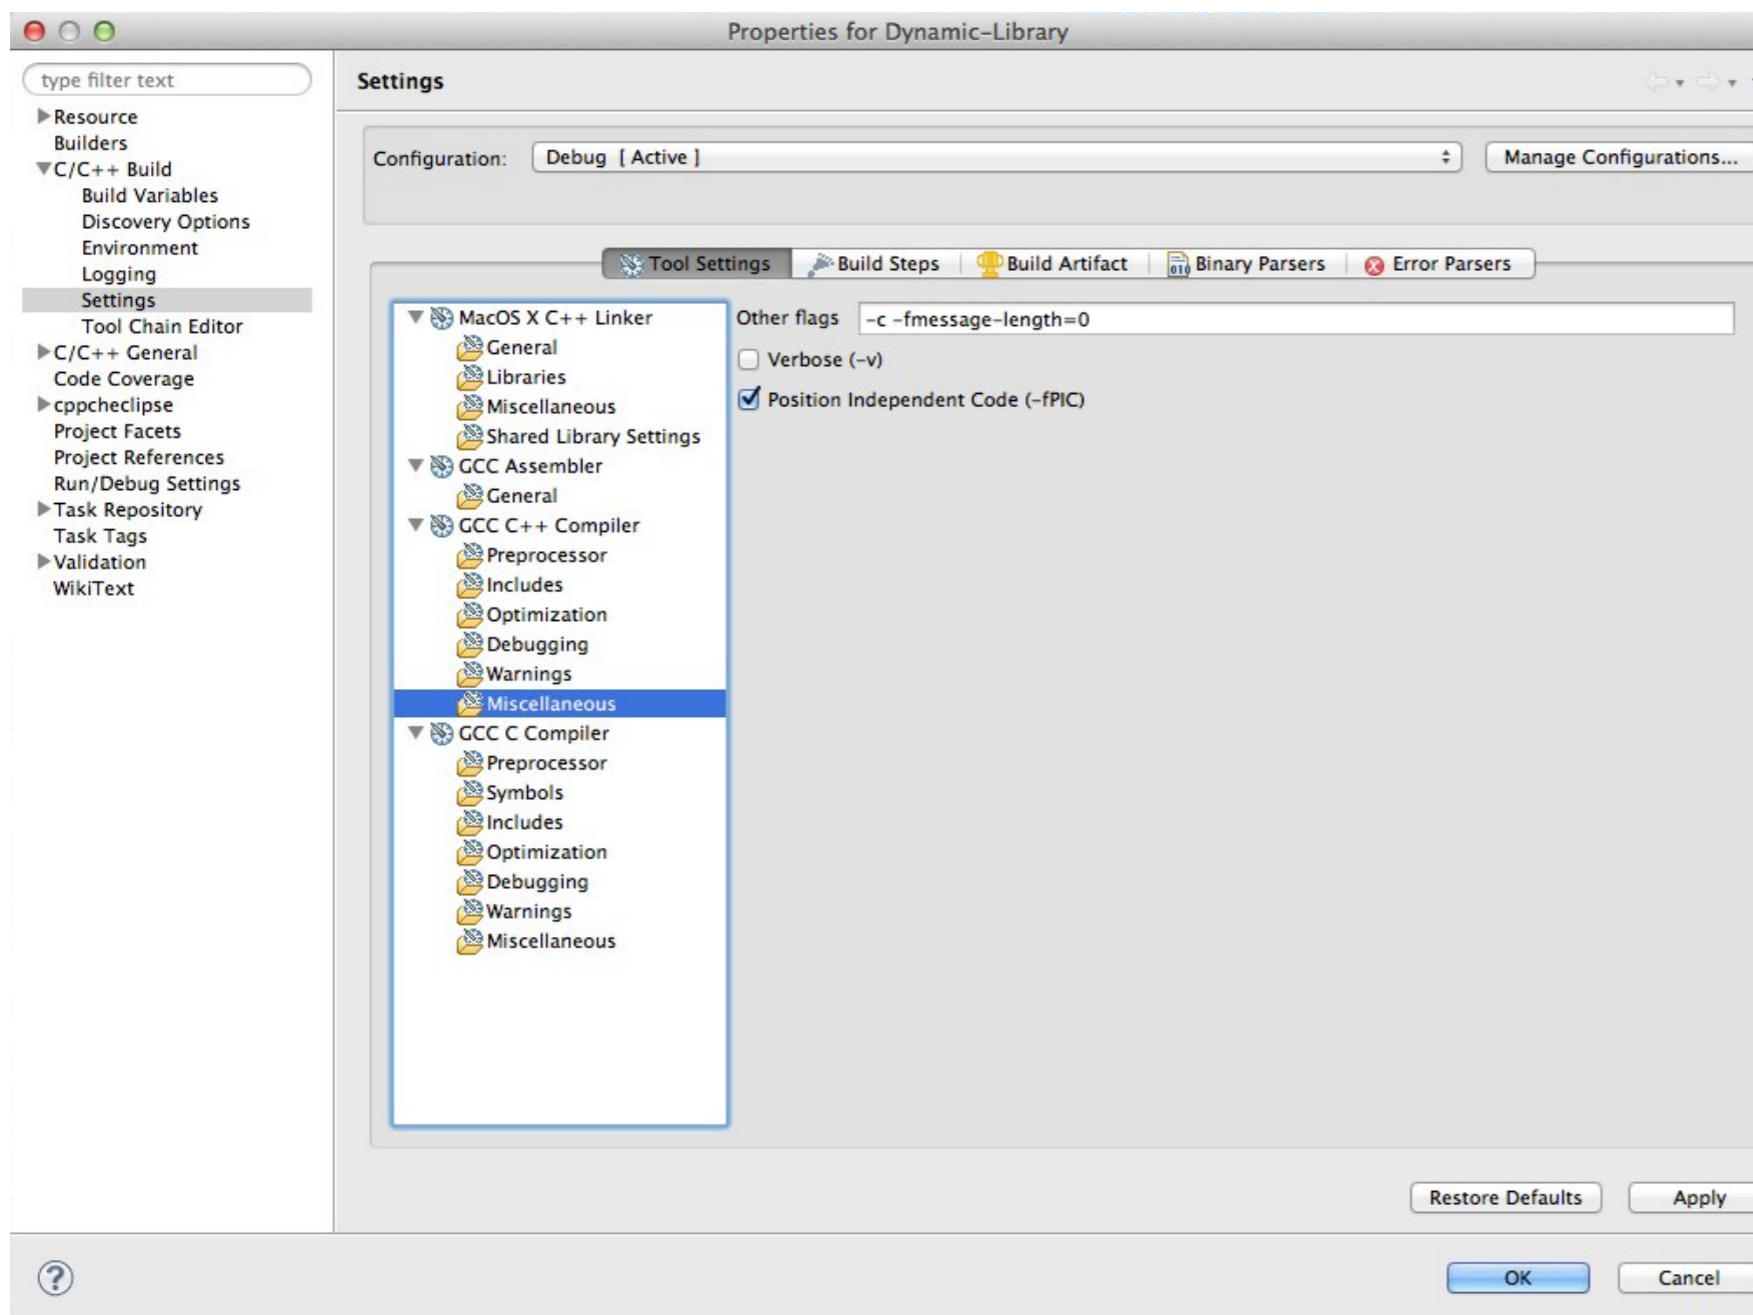 Properties for Dynamic-Library
type filter text
Resource
Builders
C/C++ Build
Build Variables
Discovery Options
Environment
Logging
Settings
Tool Chain Editor
C/C++ General
Code Coverage
cppcheclipse
Project Facets
Project References
Run/Debug Settings
Task Repository
Task Tags
Validation
WikiText
Settings
Configuration: Debug [ Active ] Manage Configurations...
Tool Settings Build Steps Build Artifact 010 Binary Parsers Error Parsers
MacOS X C++ Linker
General
Libraries
Miscellaneous
Shared Library Settings
GCC Assembler
General
GCC C++ Compiler
Preprocessor
Includes
Optimization
Debugging
Warnings
Miscellaneous
GCC C Compiler
Preprocessor
Symbols
Includes
Optimization
Debugging
Warnings
Miscellaneous
Other flags -c -fmessage-length=0
Verbose (-v)
Position Independent Code (-fPIC)
Restore Defaults Apply
? OK Cancel